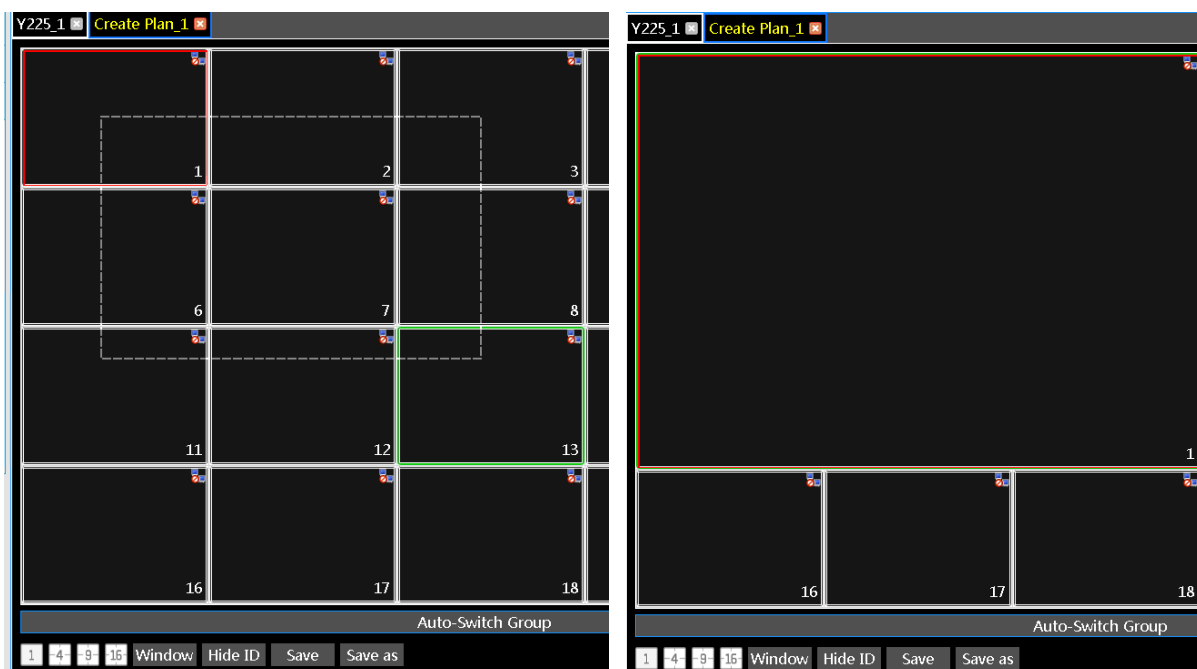 Y225_1 Create Plan_1
1 2 3
6 7 8
11 12 13
16 17 18
Auto-Switch Group
1 4 9 16 Window Hide ID Save Save as
Y225_1 Create Plan_1
1
16 17 18
Auto-Switch Group
1 4 9 16 Window Hide ID Save Save as